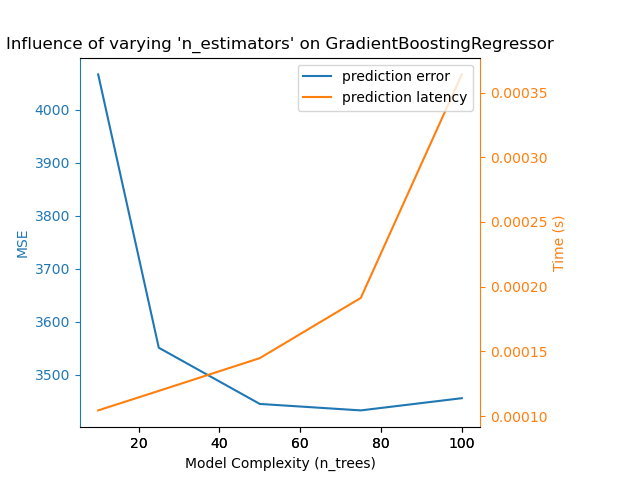 Influence of varying 'n_estimators' on GradientBoostingRegressor
prediction error
prediction latency
4000
3900
3800
3700
3600
3500
MSE
0.00035
0.00030
0.00025
0.00020
0.00015
0.00010
Time (s)
20 40 60 80 100
Model Complexity (n_trees)